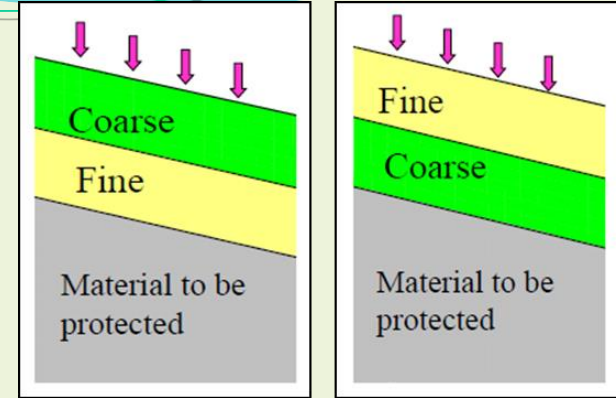 Coarse
Fine
Material to be
protected
Fine
Coarse
Material to be
protected